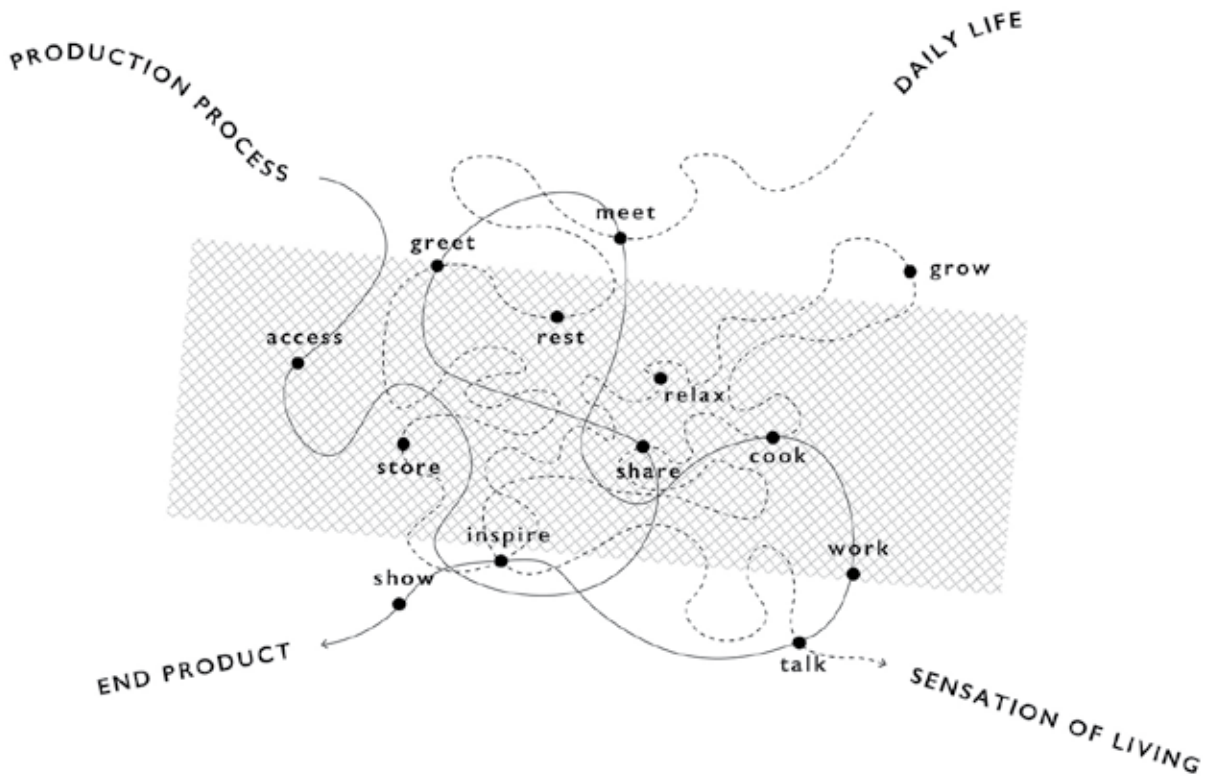 PRODUCTION PROCESS
DAILY LIFE
meet
greet
grow
access
rest
relax
store
share
cook
inspire
work
show
talk
END PRODUCT
SENSATION OF LIVING